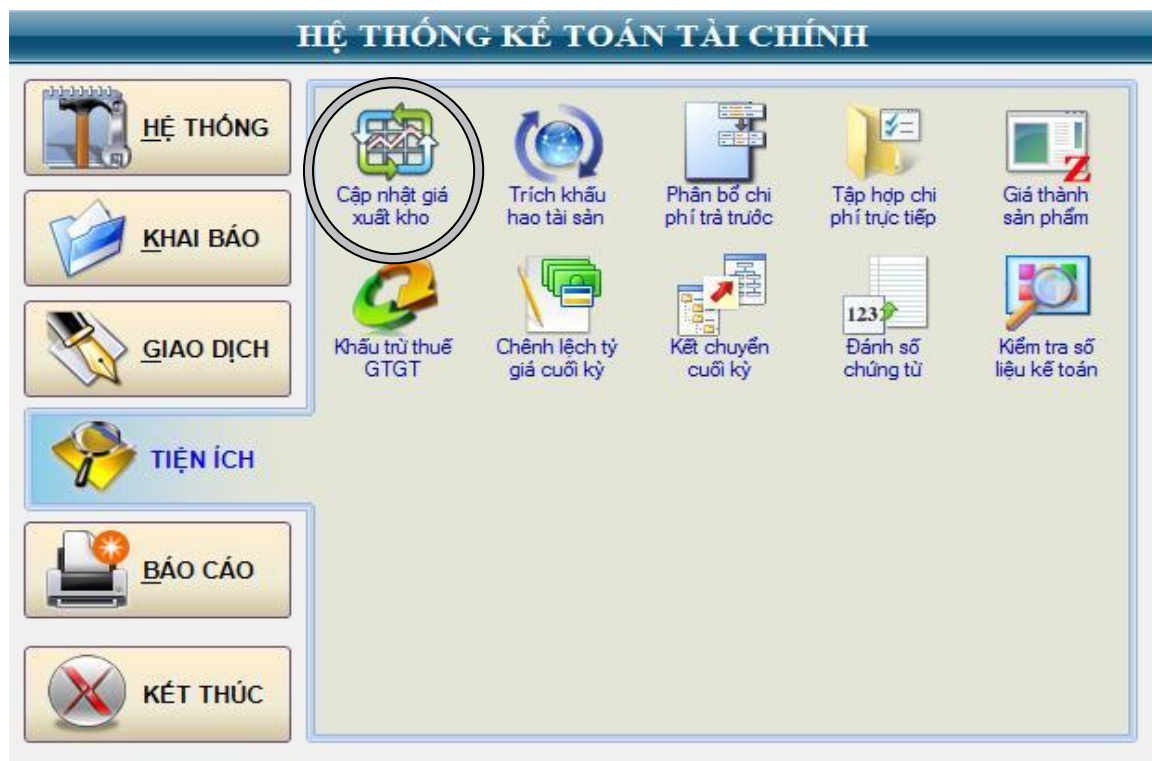 HỆ THỐNG KẾ TOÁN TÀI CHÍNH
HỆ THỐNG
KHAI BÁO
GIAO DỊCH
TIỆN ÍCH
BÁO CÁO
KẾT THÚC
Cập nhật giá
xuất kho
Trích khấu
hao tài sản
Phân bổ chi
phí trả trước
Tập hợp chi
phí trực tiếp
Z
Giá thành
sản phẩm
Khấu trừ thuế
GTGT
Chênh lệch tỷ
giá cuối kỳ
Kết chuyển
cuối kỳ
123
Đánh số
chứng từ
Kiểm tra số
liệu kế toán